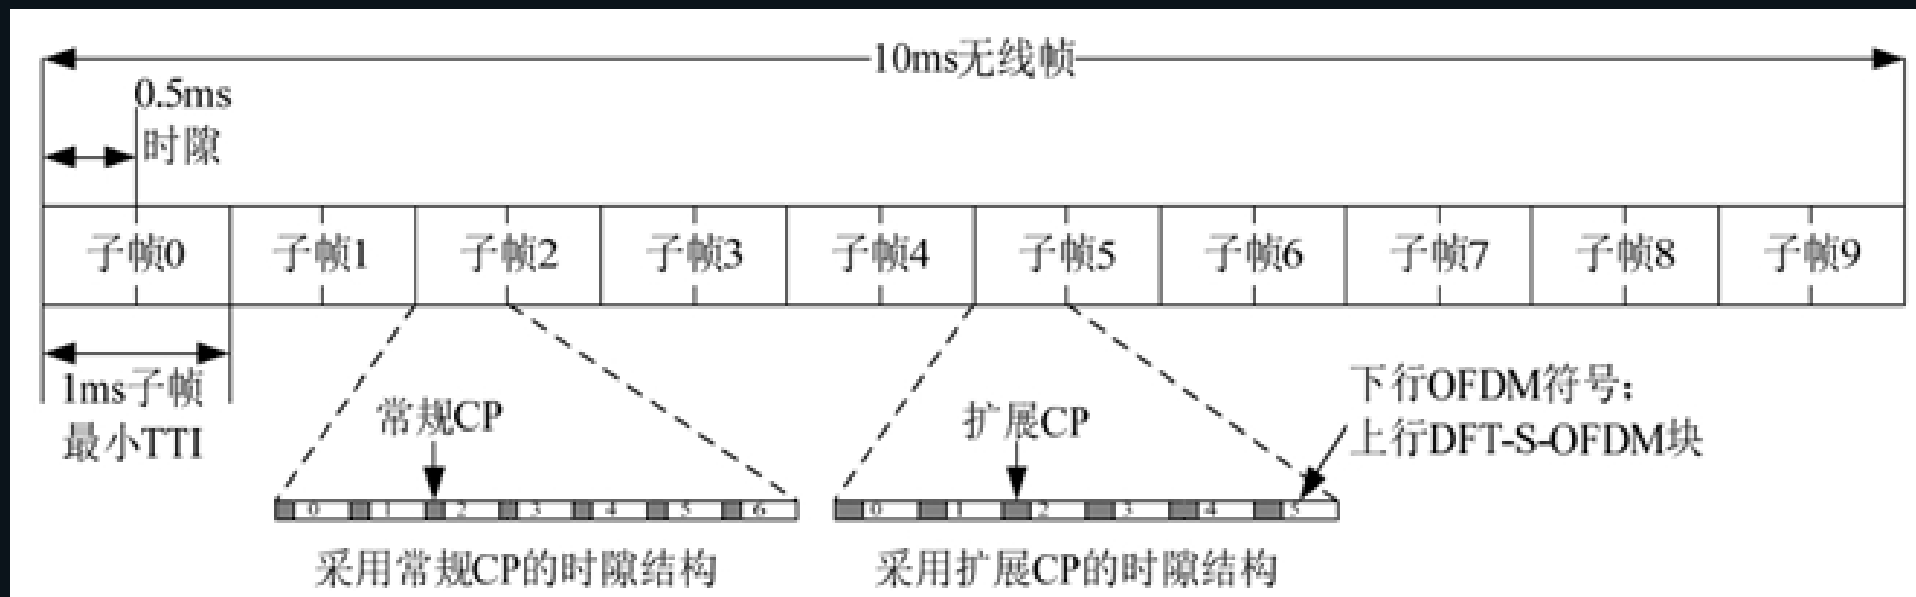 10ms无线帧
0.5ms
时隙
子帧0 子帧1 子帧2 子帧3 子帧4 子帧5 子帧6 子帧7 子帧8 子帧9
1ms子帧
最小TTI
常规CP
扩展CP
下行OFDM符号;
上行DFT-S-OFDM块
0 1 2 3 4 5 6
0 1 2 3 4 5
采用常规CP的时隙结构
采用扩展CP的时隙结构